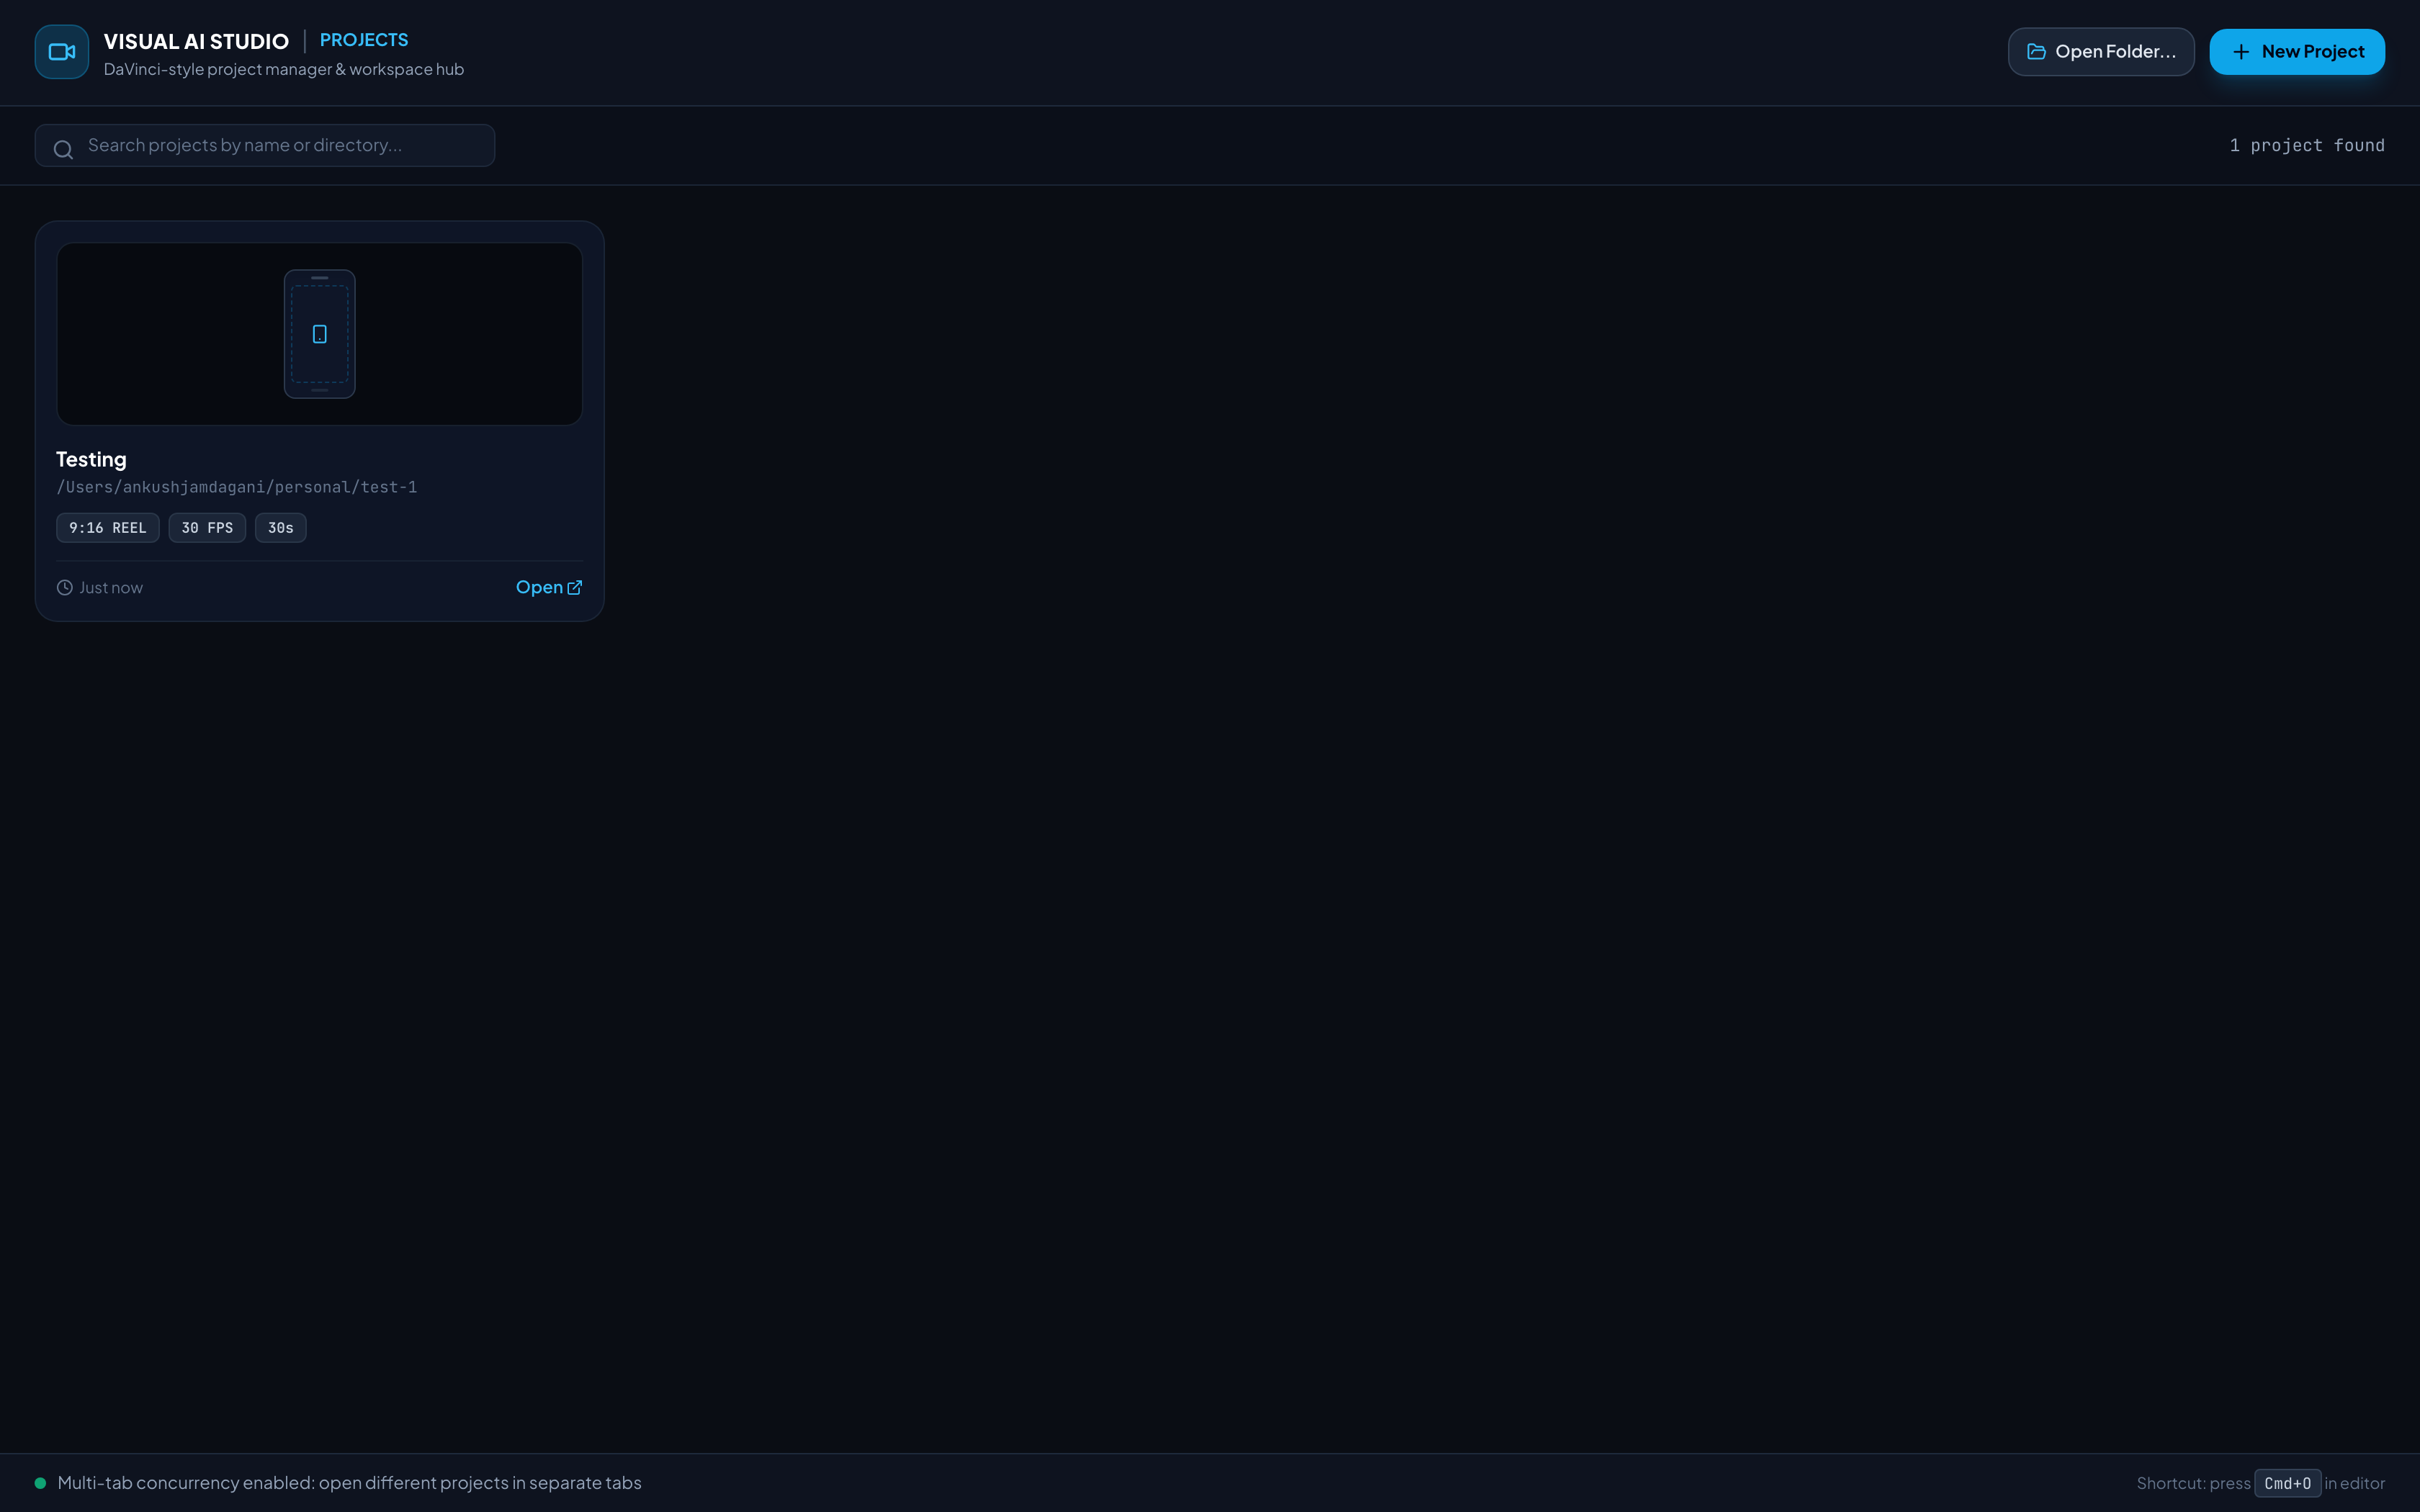 VISUAL AI STUDIO | PROJECTS
DaVinci-style project manager & workspace hub
Open Folder...
New Project
Search projects by name or directory...
1 project found
Testing
/Users/ankushjamdagani/personal/test-1
9:16 REEL 30 FPS 30s
Just now
Open
Multi-tab concurrency enabled: open different projects in separate tabs
Shortcut: press Cmd+O in editor